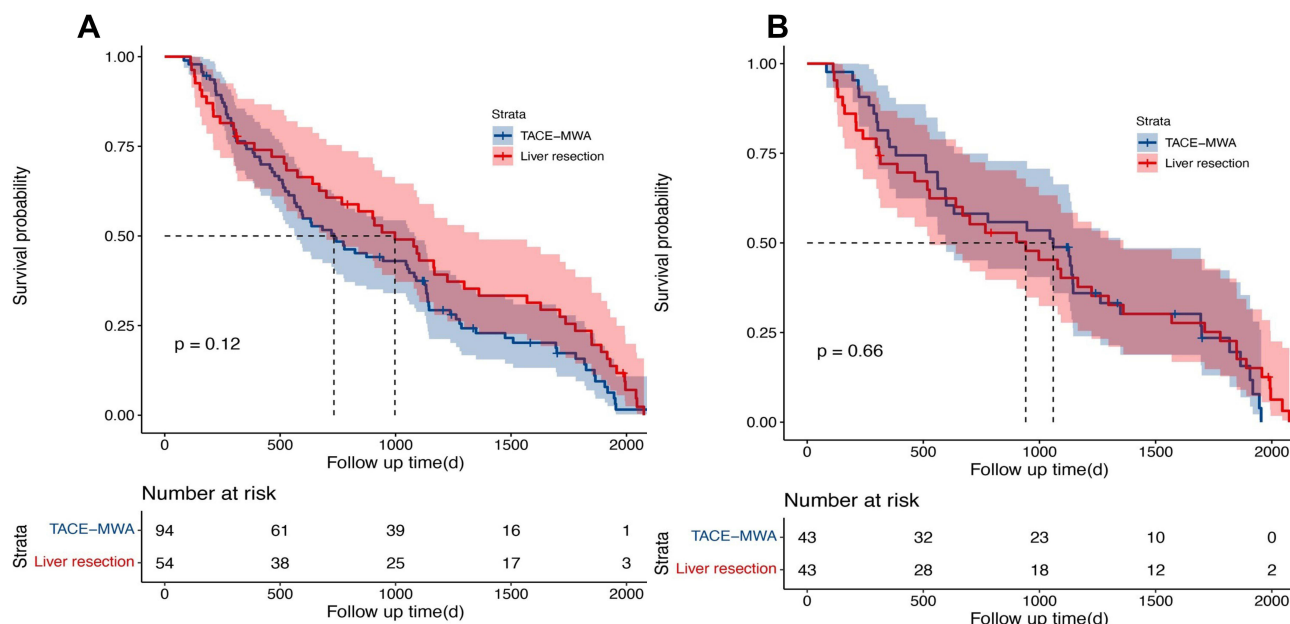 A
Survival probability
1.00
0.75
0.50
0.25
0.00
Strata
TACE-MWA
Liver resection
p = 0.12
0 500 1000 1500 2000
Follow up time(d)
Number at risk
Strata
TACE-MWA 94 61 39 16 1
Liver resection 54 38 25 17 3
0 500 1000 1500 2000
Follow up time(d)
B
Survival probability
1.00
0.75
0.50
0.25
0.00
Strata
TACE-MWA
Liver resection
p = 0.66
0 500 1000 1500 2000
Follow up time(d)
Number at risk
Strata
TACE-MWA 43 32 23 10 0
Liver resection 43 28 18 12 2
0 500 1000 1500 2000
Follow up time(d)